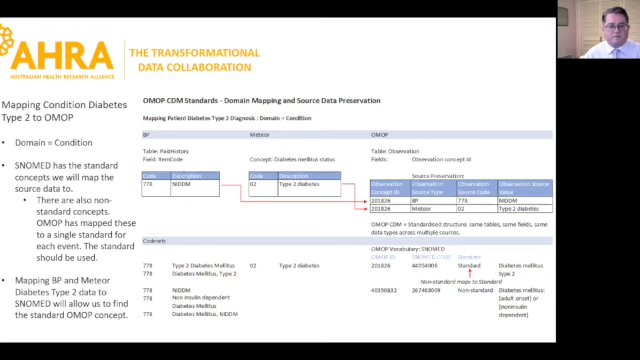 AHRA
AUSTRALIAN HEALTH RESEARCH ALLIANCE
THE TRANSFORMATIONAL
DATA COLLABORATION
Mapping Condition Diabetes
Type 2 to OMOP
• Domain = Condition
• SNOMED has the standard
concepts we will map the
source data to.
• There are also non-
standard concepts.
OMOP has mapped these
to a single standard for
each event. The standard
should be used.
• Mapping BP and Meteor
Diabetes Type 2 data to
SNOMED will allow us to find
the standard OMOP concept.
OMOP CDM Standards - Domain Mapping and Source Data Preservation
Mapping Patient Diabetes Type 2 Diagnosis : Domain = Condition
BP Meteor OMOP
Table: PastHistory Table: Observation
Field: ItemCode Concept: Diabetes mellitus status Fields: Observation concept id
Source Preservation:
Code Description Code Description
778 NIDDM 02 Type 2 diabetes
Observation Concept ID Observation Source Type Observation Source Code Observation Source Value
201826 BP 778 NIDDM
201826 Meteor 02 Type 2 diabetes
OMOP CDM = Standardised structure: same tables, same fields, same
data types across multiple sources.
Codesets
OMOP Vocabulary: SNOMED
OMOP ID SNOMED CODE Standard
778 Type 2 Diabetes Mellitus 02 Type 2 diabetes 201826 44054006 Standard Diabetes mellitus
778 Diabetes Mellitus, Type 2 type 2
Non-standard maps to Standard
778 NIDDM 40350833 267468009 Non-standard Diabetes mellitus:
778 Non insulin dependent [adult onset] or
Diabetes Mellitus [noninsulin
778 Diabetes Mellitus, NIDDM dependent]